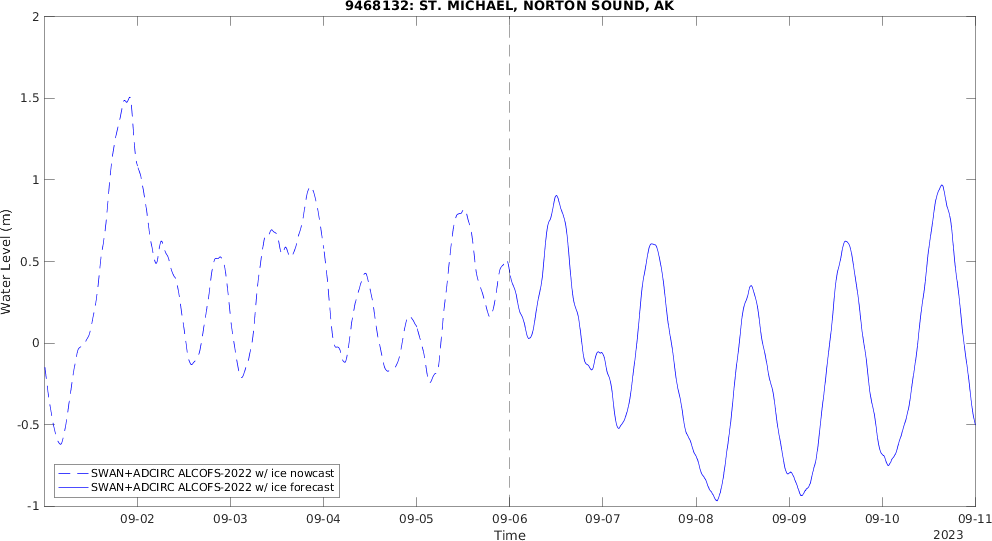 9468132: ST. MICHAEL, NORTON SOUND, AK
2
1.5
1
0.5
0
-0.5
-1
Water Level (m)
SWAN+ADCIRC ALCOFS-2022 w/ ice nowcast
SWAN+ADCIRC ALCOFS-2022 w/ ice forecast
09-02 09-03 09-04 09-05 09-06 09-07 09-08 09-09 09-10 09-11
Time
2023